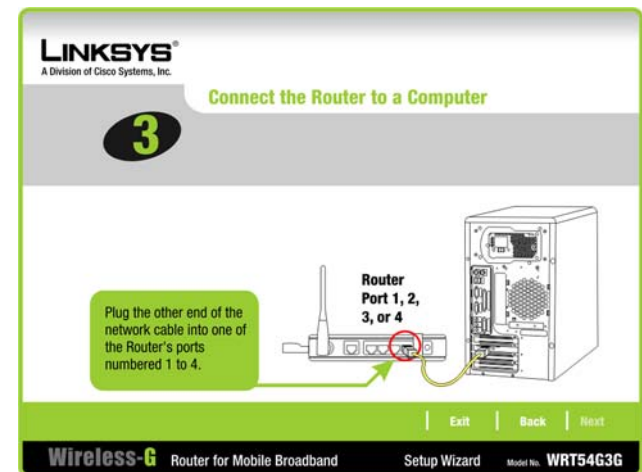 LINKSYS®
A Division of Cisco Systems, Inc.
Connect the Router to a Computer
3
Router
Port 1, 2,
3, or 4
Plug the other end of the
network cable into one of
the Router's ports
numbered 1 to 4.
Exit
Back
Next
Wireless-G Router for Mobile Broadband Setup Wizard Model No. WRT54G3G